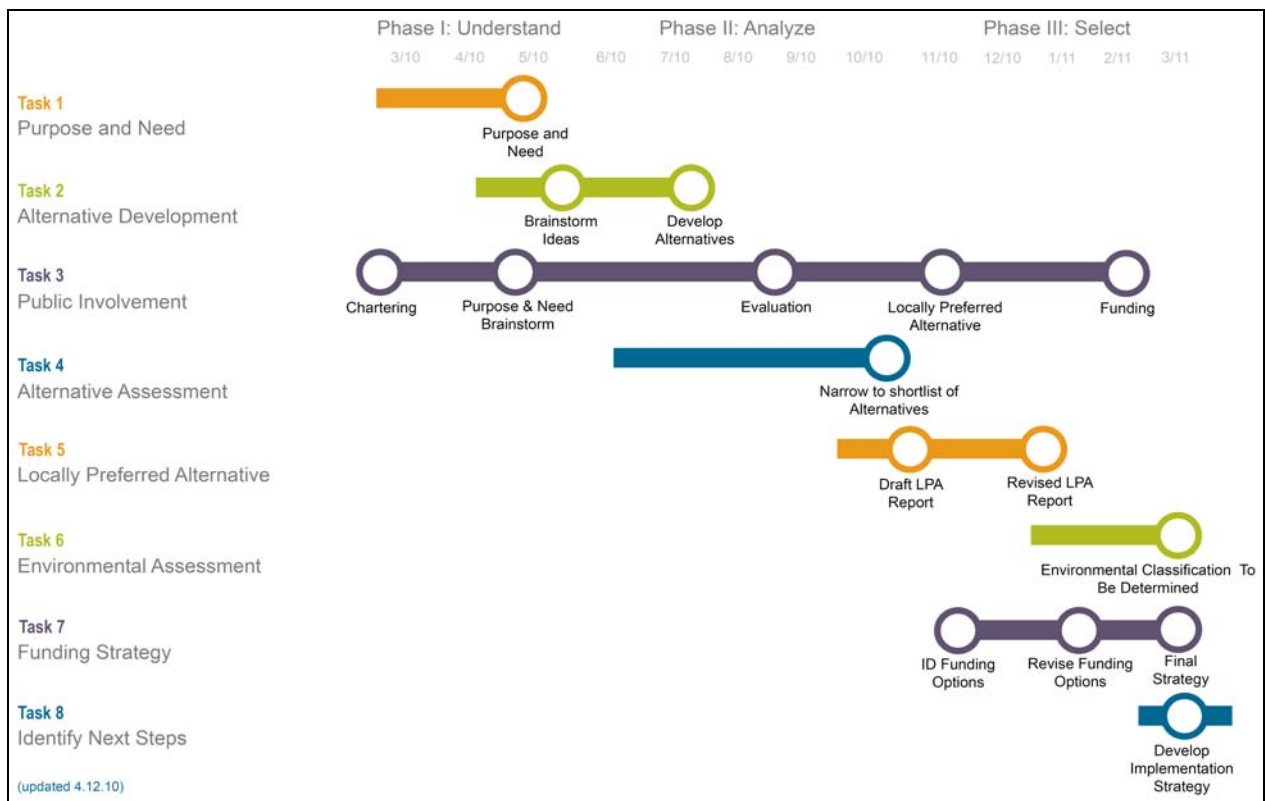 Phase I: Understand Phase II: Analyze Phase III: Select
3/10 4/10 5/10 6/10 7/10 8/10 9/10 10/10 11/10 12/10 1/11 2/11 3/11
Task 1
Purpose and Need
Purpose and
Need
Task 2
Alternative Development
Brainstorm
Ideas
Develop
Alternatives
Task 3
Public Involvement
Chartering
Purpose & Need
Brainstorm
Evaluation
Locally Preferred
Alternative
Funding
Task 4
Alternative Assessment
Narrow to shortlist of
Alternatives
Task 5
Locally Preferred Alternative
Draft LPA
Report
Revised LPA
Report
Task 6
Environmental Assessment
Environmental Classification To
Be Determined
Task 7
Funding Strategy
ID Funding
Options
Revise Funding
Options
Final
Strategy
Task 8
Identify Next Steps
Develop
Implementation
Strategy
(updated 4.12.10)